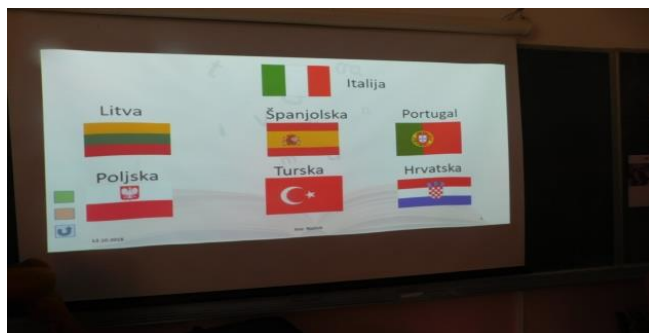 Italija
Litva
Španjolska
Portugal
Poljska
Turska
Hrvatska